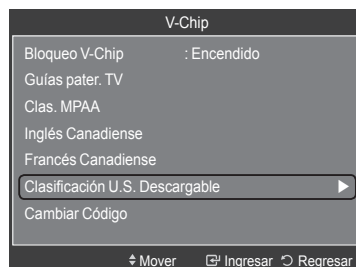 V-Chip
Bloqueo V-Chip : Encendido
Guías pater. TV
Clas. MPAA
Inglés Canadiense
Francés Canadiense
Clasificación U.S. Descargable
Cambiar Código
Mover Ingresar Regresar